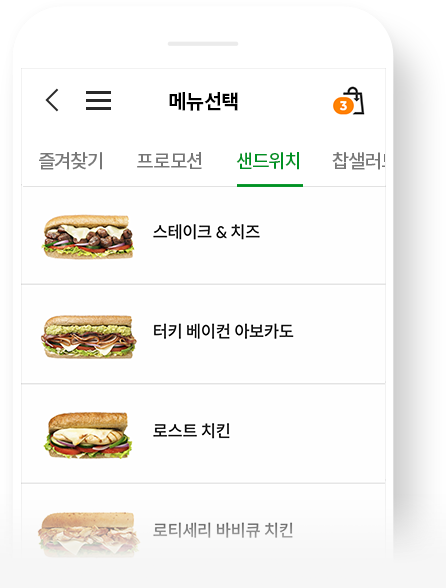 메뉴선택
3
즐겨찾기 프로모션 샌드위치 찹샐러드
스테이크 & 치즈
터키 베이컨 아보카도
로스트 치킨
로티세리 바비큐 치킨